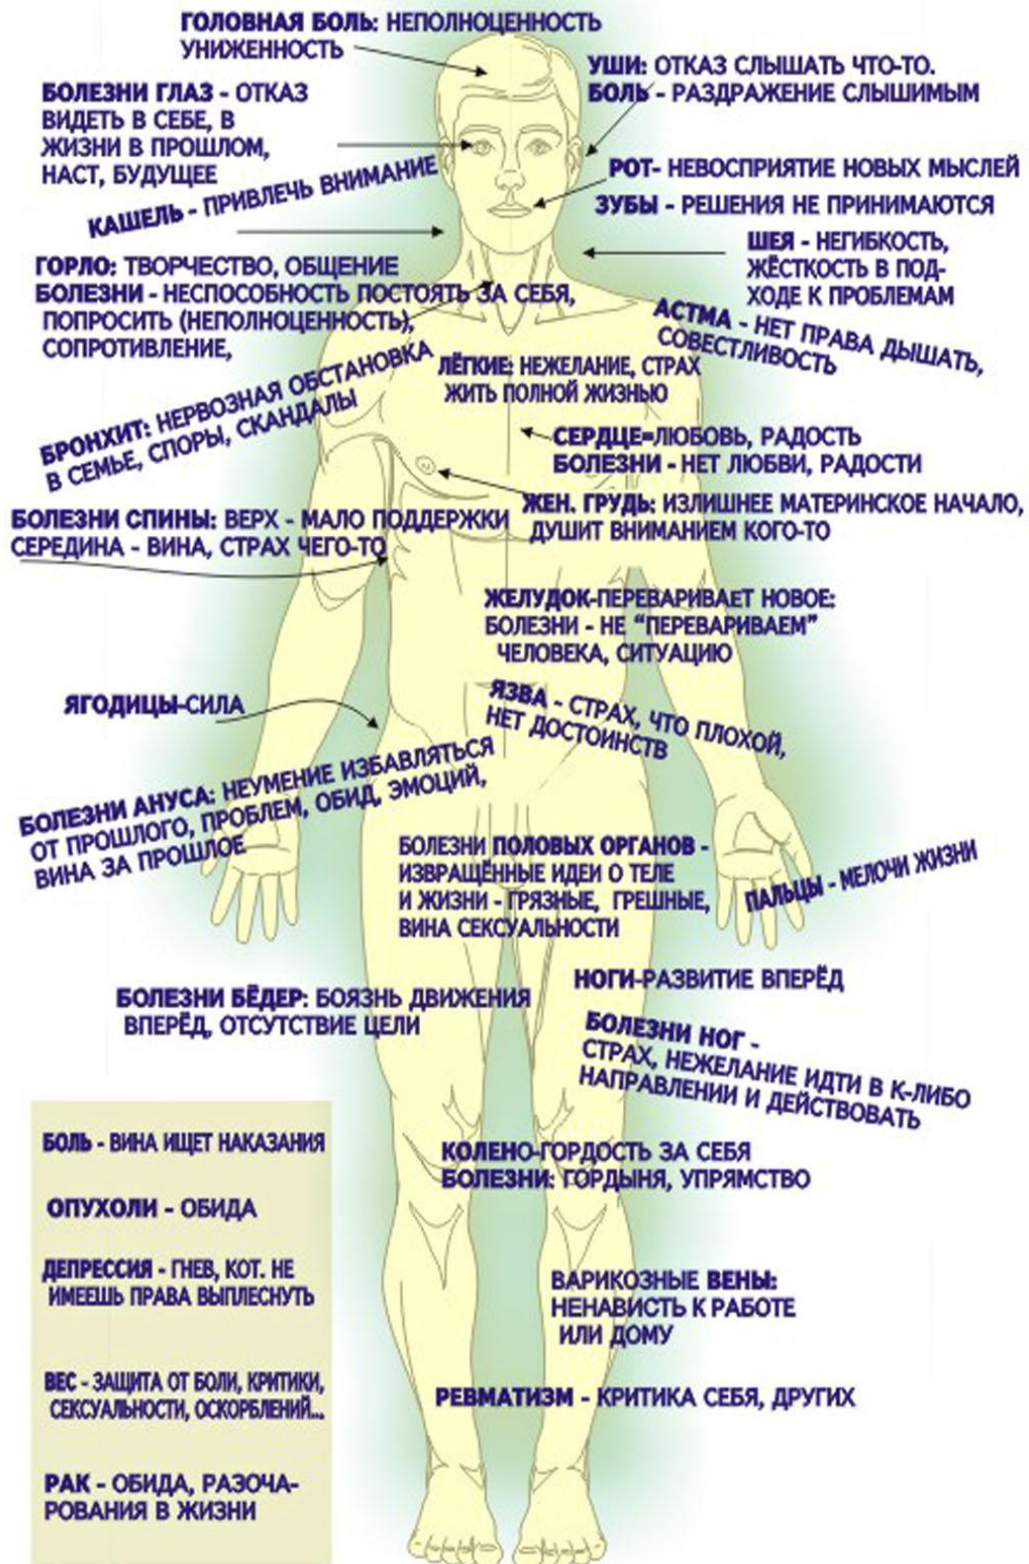 ГОЛОВНАЯ БОЛЬ: НЕПОЛНОЦЕННОСТЬ
УНИЖЕННОСТЬ
УШИ: ОТКАЗ СЛЫШАТЬ ЧТО-ТО.
БОЛЬ - РАЗДРАЖЕНИЕ СЛЫШИМЫМ
БОЛЕЗНИ ГЛАЗ - ОТКАЗ
ВИДЕТЬ В СЕБЕ, В
ЖИЗНИ В ПРОШЛОМ,
НАСТ, БУДУЩЕЕ
РОТ- НЕВОСПРИЯТИЕ НОВЫХ МЫСЛЕЙ
ЗУБЫ - РЕШЕНИЯ НЕ ПРИНИМАЮТСЯ
КАШЕЛЬ - ПРИВЛЕЧЬ ВНИМАНИЕ
ШЕЯ - НЕГИБКОСТЬ,
ЖЁСТКОСТЬ В ПОД-
ХОДЕ К ПРОБЛЕМАМ
ГОРЛО: ТВОРЧЕСТВО, ОБЩЕНИЕ
БОЛЕЗНИ - НЕСПОСОБНОСТЬ ПОСТОЯТЬ ЗА СЕБЯ,
ПОПРОСИТЬ (НЕПОЛНОЦЕННОСТЬ),
СОПРОТИВЛЕНИЕ,
АСТМА - НЕТ ПРАВА ДЫШАТЬ,
СОВЕСТЛИВОСТЬ
ЛЁГКИЕ: НЕЖЕЛАНИЕ, СТРАХ
ЖИТЬ ПОЛНОЙ ЖИЗНЬЮ
БРОНХИТ: НЕРВОЗНАЯ ОБСТАНОВКА
В СЕМЬЕ, СПОРЫ, СКАНДАЛЫ
СЕРДЦЕ=ЛЮБОВЬ, РАДОСТЬ
БОЛЕЗНИ - НЕТ ЛЮБВИ, РАДОСТИ
ЖЕН. ГРУДЬ: ИЗЛИШНЕЕ МАТЕРИНСКОЕ НАЧАЛО,
ДУШИТ ВНИМАНИЕМ КОГО-ТО
БОЛЕЗНИ СПИНЫ: ВЕРХ - МАЛО ПОДДЕРЖКИ
СЕРЕДИНА - ВИНА, СТРАХ ЧЕГО-ТО
ЖЕЛУДОК-ПЕРЕВАРИВАЕТ НОВОЕ:
БОЛЕЗНИ - НЕ “ПЕРЕВАРИВАЕМ”
ЧЕЛОВЕКА, СИТУАЦИЮ
ЯГОДИЦЫ-СИЛА
ЯЗВА - СТРАХ, ЧТО ПЛОХОЙ,
НЕТ ДОСТОИНСТВ
БОЛЕЗНИ АНУСА: НЕУМЕНИЕ ИЗБАВЛЯТЬСЯ
ОТ ПРОШЛОГО, ПРОБЛЕМ, ОБИД, ЭМОЦИЙ,
ВИНА ЗА ПРОШЛОЕ
БОЛЕЗНИ ПОЛОВЫХ ОРГАНОВ -
ИЗВРАЩЁННЫЕ ИДЕИ О ТЕЛЕ
И ЖИЗНИ - ГРЯЗНЫЕ, ГРЕШНЫЕ,
ВИНА СЕКСУАЛЬНОСТИ
ПАЛЬЦЫ - МЕЛОЧИ ЖИЗНИ
НОГИ-РАЗВИТИЕ ВПЕРЁД
БОЛЕЗНИ БЁДЕР: БОЯЗНЬ ДВИЖЕНИЯ
ВПЕРЁД, ОТСУТСТВИЕ ЦЕЛИ
БОЛЕЗНИ НОГ -
СТРАХ, НЕЖЕЛАНИЕ ИДТИ В К-ЛИБО
НАПРАВЛЕНИИ И ДЕЙСТВОВАТЬ
КОЛЕНО-ГОРДОСТЬ ЗА СЕБЯ
БОЛЕЗНИ: ГОРДЫНЯ, УПРЯМСТВО
ВАРИКОЗНЫЕ ВЕНЫ:
НЕНАВИСТЬ К РАБОТЕ
ИЛИ ДОМУ
РЕВМАТИЗМ - КРИТИКА СЕБЯ, ДРУГИХ
БОЛЬ - ВИНА ИЩЕТ НАКАЗАНИЯ
ОПУХОЛИ - ОБИДА
ДЕПРЕССИЯ - ГНЕВ, КОТ. НЕ
ИМЕЕШЬ ПРАВА ВЫПЛЕСНУТЬ
ВЕС - ЗАЩИТА ОТ БОЛИ, КРИТИКИ,
СЕКСУАЛЬНОСТИ, ОСКОРБЛЕНИЙ...
РАК - ОБИДА, РАЗОЧА-
РОВАНИЯ В ЖИЗНИ